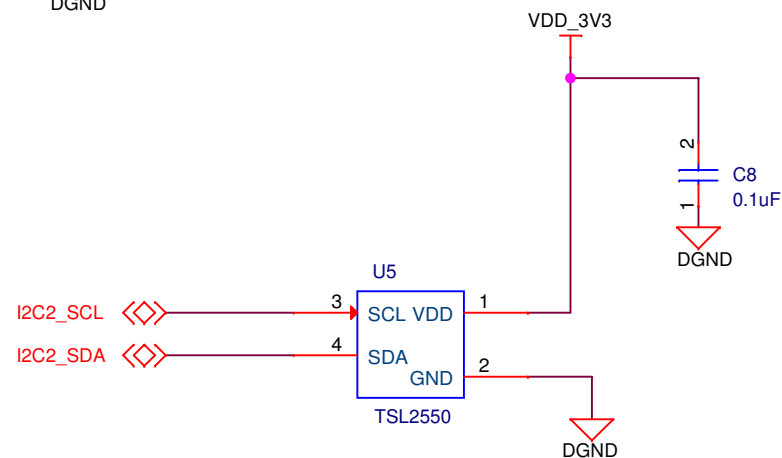 DGND
VDD_3V3
2
C8
0.1uF
1
DGND
U5
I2C2_SCL
3
SCL VDD
1
I2C2_SDA
4
SDA
GND
2
TSL2550
DGND